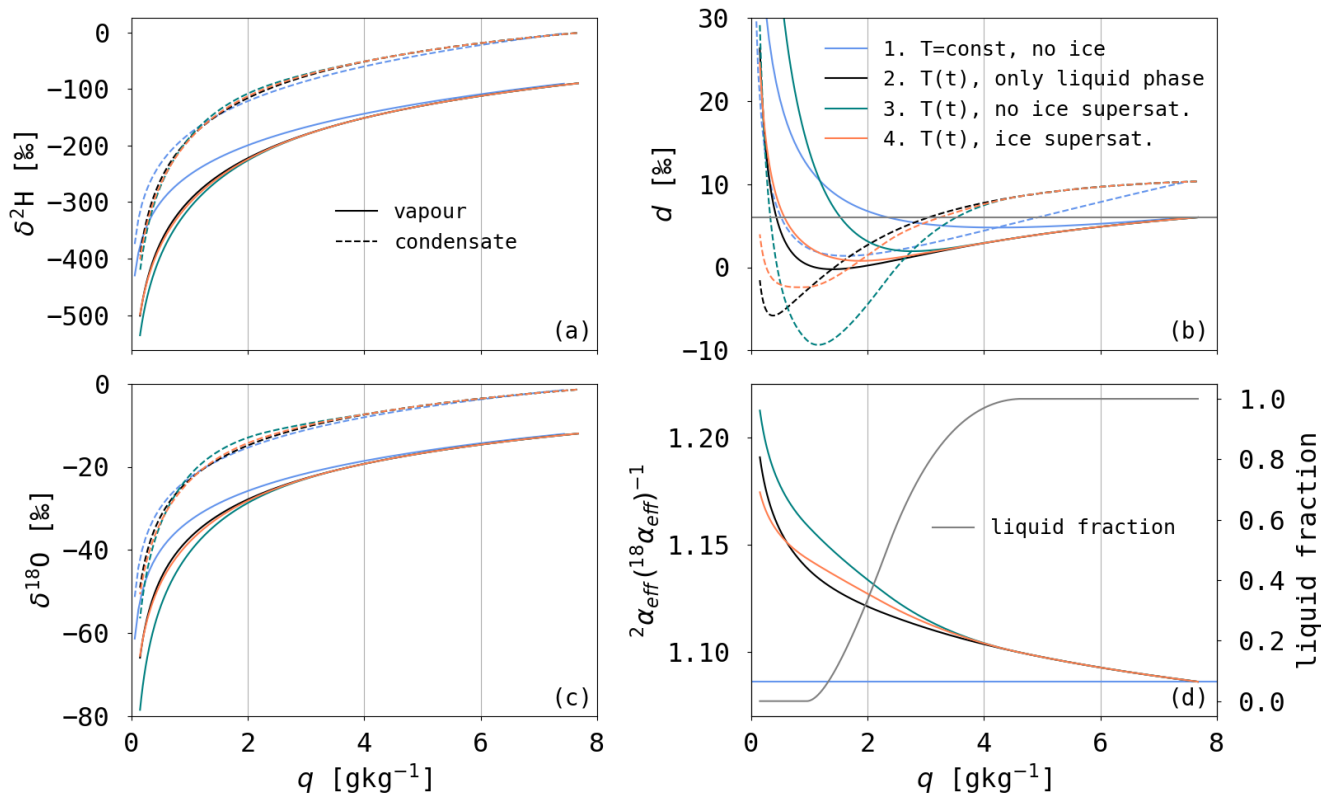 0
−100
−200
−300
−400
−500
δ²H [‰]
vapour
condensate
(a)
30
20
10
0
−10
d [‰]
1. T=const, no ice
2. T(t), only liquid phase
3. T(t), no ice supersat.
4. T(t), ice supersat.
(b)
0
−20
−40
−60
−80
δ¹⁸O [‰]
(c)
0 2 4 6 8
q [gkg⁻¹]
1.20
1.15
1.10
²α_eff(¹⁸α_eff)⁻¹
liquid fraction
(d)
1.0
0.8
0.6
0.4
0.2
0.0
liquid fraction
0 2 4 6 8
q [gkg⁻¹]